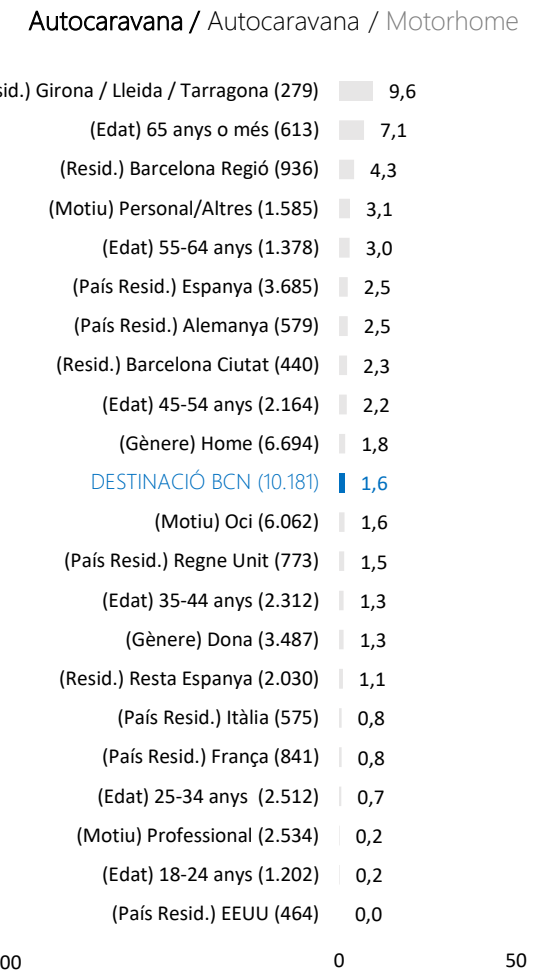 Autocaravana / Autocaravana / Motorhome
sid.) Girona / Lleida / Tarragona (279) 9,6
(Edat) 65 anys o més (613) 7,1
(Resid.) Barcelona Regió (936) 4,3
(Motiu) Personal/Altres (1.585) 3,1
(Edat) 55-64 anys (1.378) 3,0
(País Resid.) Espanya (3.685) 2,5
(País Resid.) Alemanya (579) 2,5
(Resid.) Barcelona Ciutat (440) 2,3
(Edat) 45-54 anys (2.164) 2,2
(Gènere) Home (6.694) 1,8
DESTINACIÓ BCN (10.181) 1,6
(Motiu) Oci (6.062) 1,6
(País Resid.) Regne Unit (773) 1,5
(Edat) 35-44 anys (2.312) 1,3
(Gènere) Dona (3.487) 1,3
(Resid.) Resta Espanya (2.030) 1,1
(País Resid.) Itàlia (575) 0,8
(País Resid.) França (841) 0,8
(Edat) 25-34 anys (2.512) 0,7
(Motiu) Professional (2.534) 0,2
(Edat) 18-24 anys (1.202) 0,2
(País Resid.) EEUU (464) 0,0
00 0 50